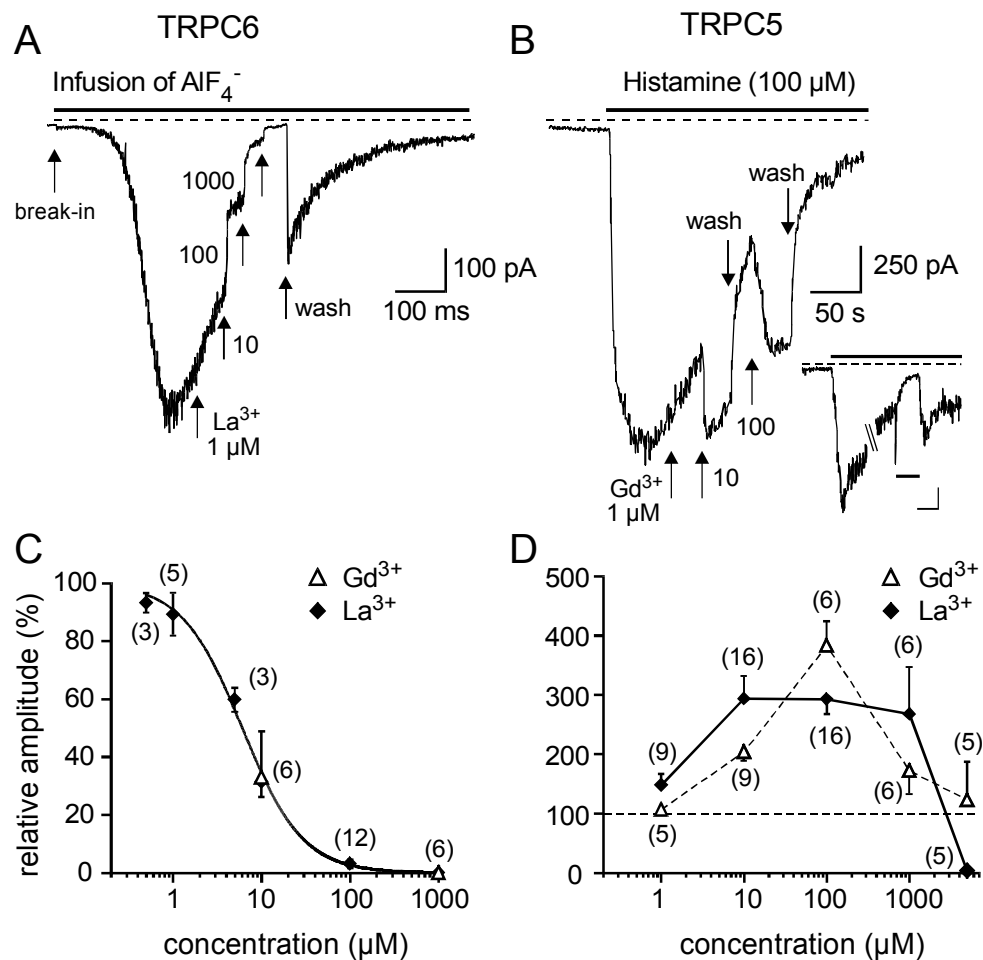 A
TRPC6
Infusion of AlF4-
break-in
1000
100
10
La3+
1 µM
wash
100 pA
100 ms
B
TRPC5
Histamine (100 µM)
wash
wash
250 pA
50 s
100
10
Gd3+
1 µM
C
relative amplitude (%)
100
80
60
40
20
0
(5)
(3)
(3)
(6)
(12)
(6)
Gd3+
La3+
1
10
100
1000
concentration (µM)
D
500
400
300
200
100
0
Gd3+
La3+
(6)
(16)
(6)
(9)
(16)
(5)
(9)
(6)
(5)
(5)
1
10
100
1000
concentration (µM)